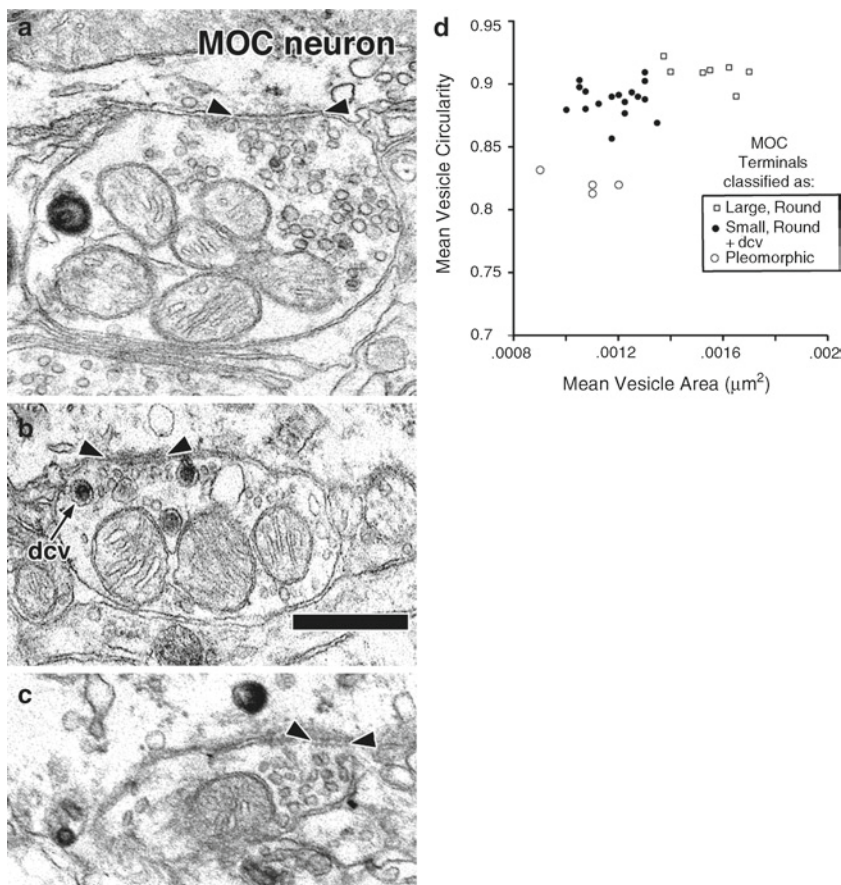 a
MOC neuron
b
dcv
c
d
0.95
0.9
0.85
0.8
0.75
0.7
Mean Vesicle Circularity
.0008
.0012
.0016
.002
Mean Vesicle Area (μm²)
MOC
Terminals
classified as:
Large, Round
Small, Round
+ dcv
Pleomorphic